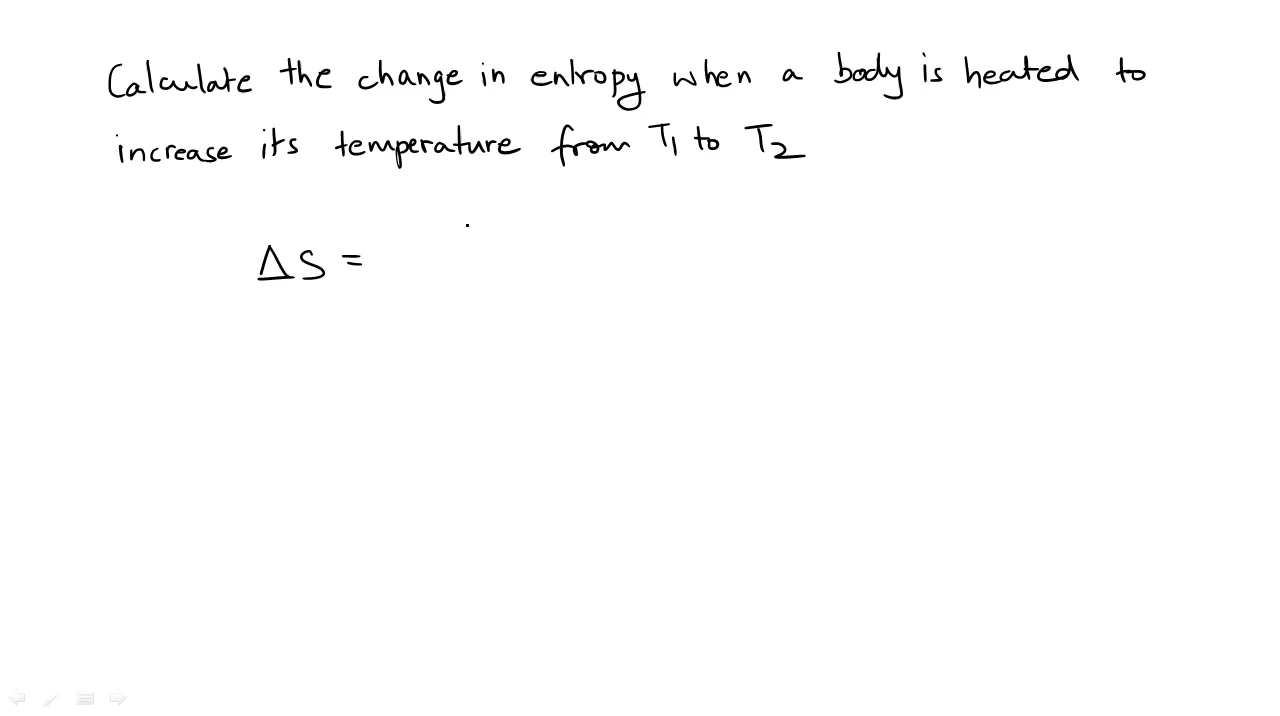 Calculate the change in entropy when a body is heated to
increase its temperature from T₁ to T₂
ΔS =